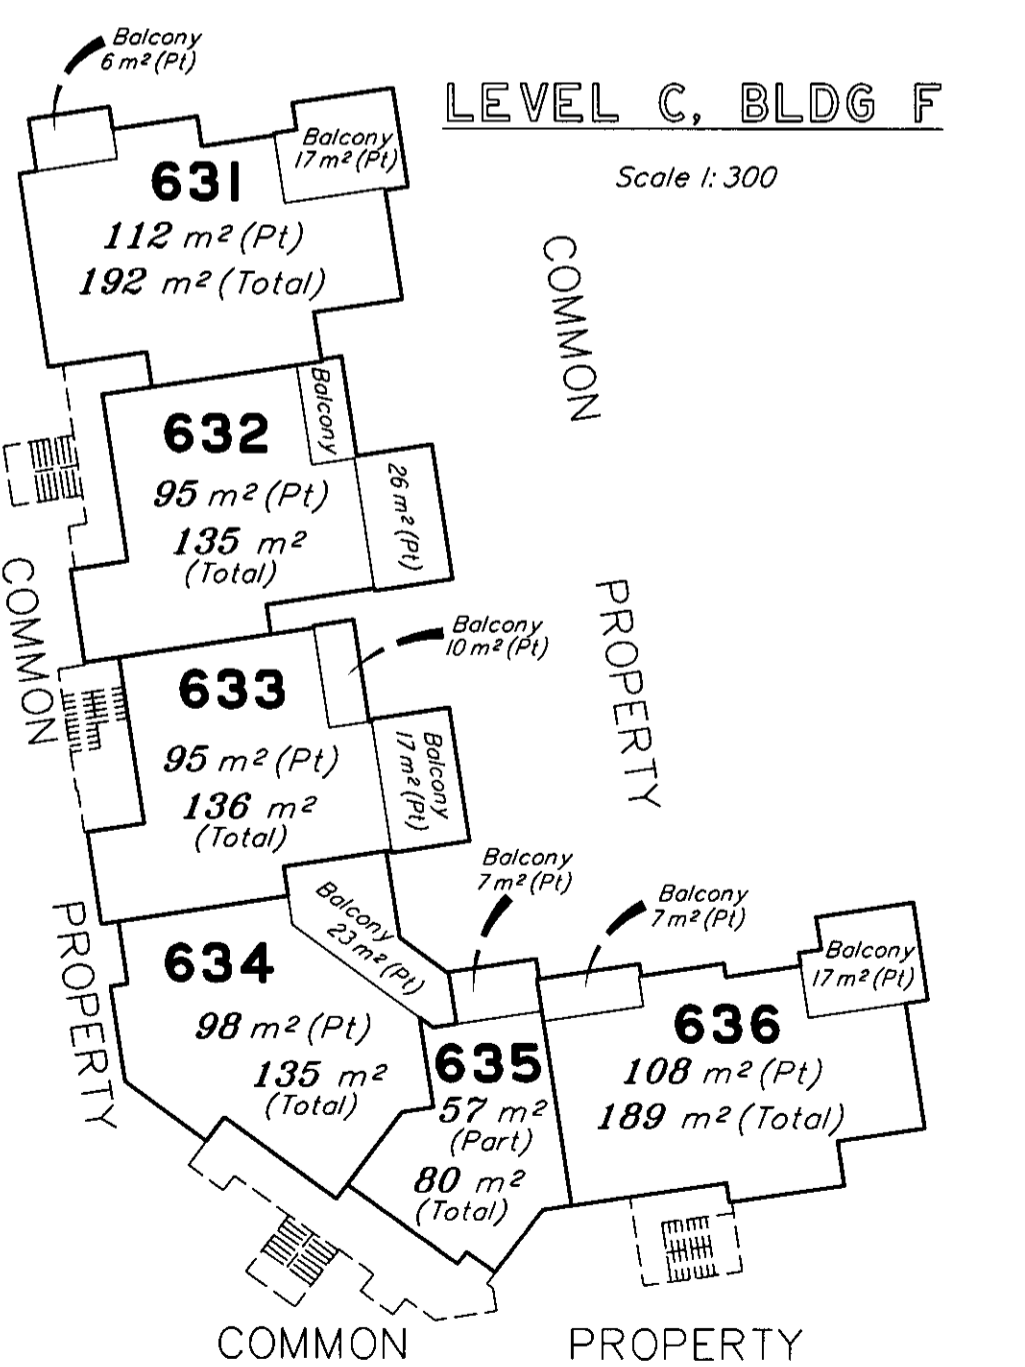 Balcony
6 m² (Pt)
LEVEL C, BLDG F
Scale 1: 300
Balcony
17 m² (Pt)
631
112 m² (Pt)
192 m² (Total)
COMMON
Balcony
632
95 m² (Pt)
135 m²
(Total)
26 m² (Pt)
COMMON
PROPERTY
Balcony
10 m² (Pt)
633
95 m² (Pt)
136 m²
(Total)
Balcony
17 m² (Pt)
Balcony
7 m² (Pt)
Balcony
7 m² (Pt)
PROPERTY
Balcony
23 m² (Pt)
634
98 m² (Pt)
135 m²
(Total)
635
57 m²
(Part)
80 m²
(Total)
Balcony
17 m² (Pt)
636
108 m² (Pt)
189 m² (Total)
COMMON PROPERTY